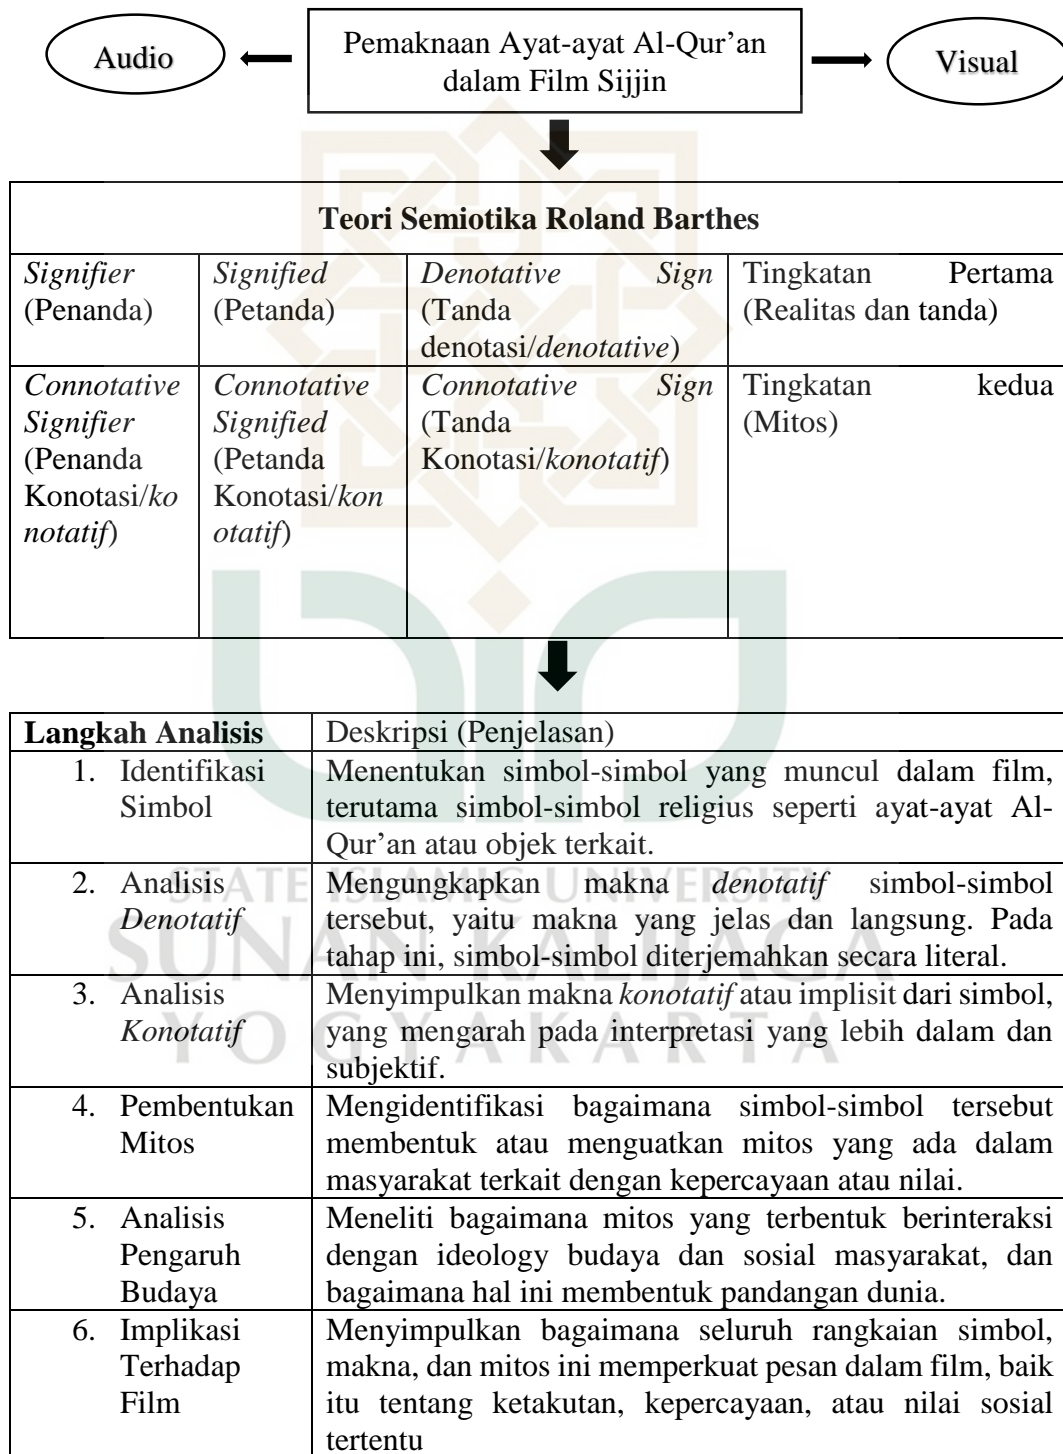 Audio
Pemaknaan Ayat-ayat Al-Qur’an
dalam Film Sijjin
Visual
Teori Semiotika Roland Barthes
Signifier
(Penanda)
Signified
(Petanda)
Denotative Sign
(Tanda
denotasi/denotative)
Tingkatan Pertama
(Realitas dan tanda)
Connotative
Signifier
(Penanda
Konotasi/ko
notatif)
Connotative
Signified
(Petanda
Konotasi/kon
otatif)
Connotative Sign
(Tanda
Konotasi/konotatif)
Tingkatan kedua
(Mitos)
Langkah Analisis
Deskripsi (Penjelasan)
1. Identifikasi
Simbol
Menentukan simbol-simbol yang muncul dalam film,
terutama simbol-simbol religius seperti ayat-ayat Al-
Qur’an atau objek terkait.
2. Analisis
Denotatif
Mengungkapkan makna denotatif simbol-simbol
tersebut, yaitu makna yang jelas dan langsung. Pada
tahap ini, simbol-simbol diterjemahkan secara literal.
3. Analisis
Konotatif
Menyimpulkan makna konotatif atau implisit dari simbol,
yang mengarah pada interpretasi yang lebih dalam dan
subjektif.
4. Pembentukan
Mitos
Mengidentifikasi bagaimana simbol-simbol tersebut
membentuk atau menguatkan mitos yang ada dalam
masyarakat terkait dengan kepercayaan atau nilai.
5. Analisis
Pengaruh
Budaya
Meneliti bagaimana mitos yang terbentuk berinteraksi
dengan ideology budaya dan sosial masyarakat, dan
bagaimana hal ini membentuk pandangan dunia.
6. Implikasi
Terhadap
Film
Menyimpulkan bagaimana seluruh rangkaian simbol,
makna, dan mitos ini memperkuat pesan dalam film, baik
itu tentang ketakutan, kepercayaan, atau nilai sosial
tertentu
STATE ISLAMIC UNIVERSITY
SUNAN KALIJAGA
YOGYAKARTA